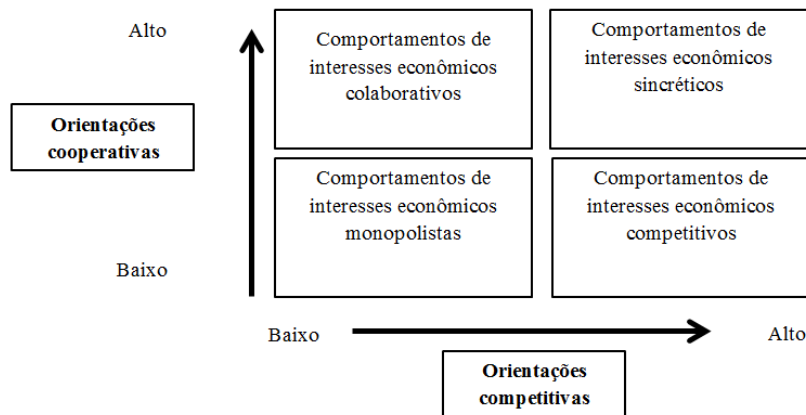 Alto
Comportamentos de
interesses econômicos
colaborativos
Comportamentos de
interesses econômicos
sincréticos
Orientações
cooperativas
Comportamentos de
interesses econômicos
monopolistas
Comportamentos de
interesses econômicos
competitivos
Baixo
Baixo
Alto
Orientações
competitivas